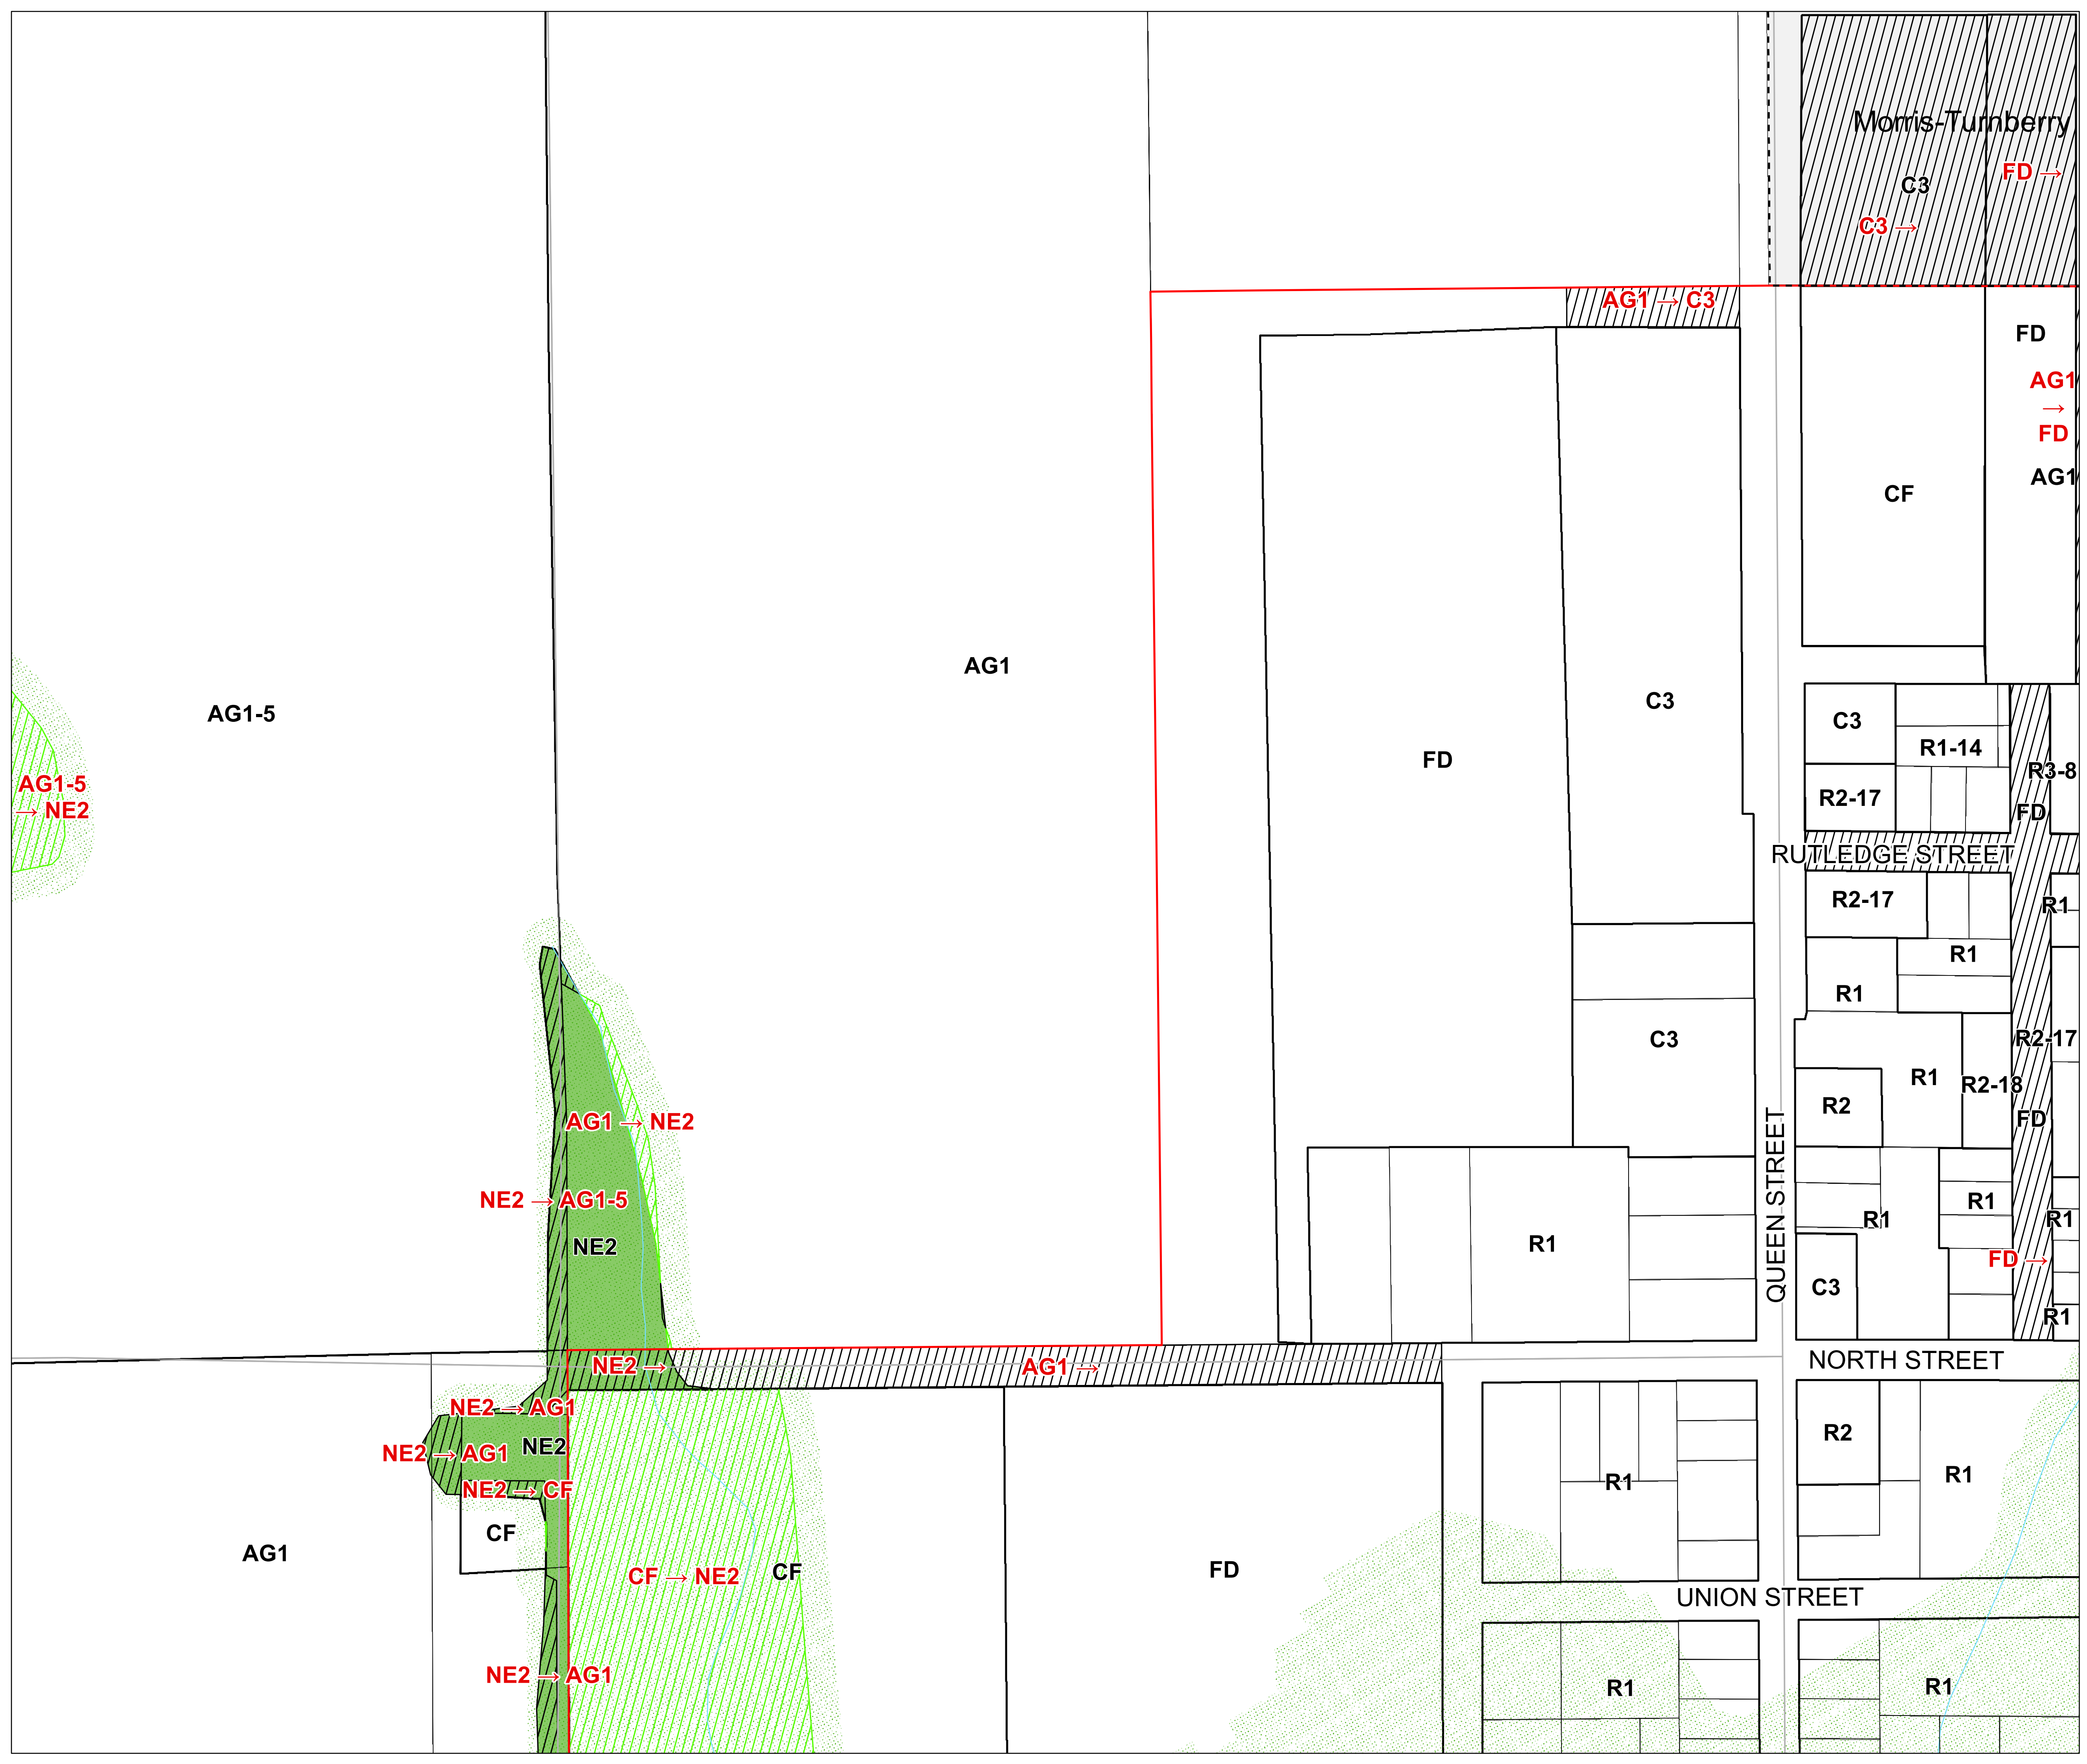 Morris-Turnberry
FD →
C3
C3 →
AG1 → C3
FD
AG1
→
FD
AG1
CF
AG1
AG1-5
C3
C3
R1-14
FD
R3-8
AG1-5
→ NE2
R2-17
FD
RUTLEDGE STREET
R2-17
R1
R1
R1
C3
R2-17
R1
R2-18
R2
FD
AG1 → NE2
QUEEN STREET
NE2 → AG1-5
R1
R1
R1
NE2
R1
FD →
C3
R1
NORTH STREET
NE2 →
AG1 →
NE2 → AG1
R2
NE2
NE2 → AG1
R1
R1
NE2 → CF
CF
AG1
CF
FD
CF → NE2
UNION STREET
NE2 → AG1
R1
R1